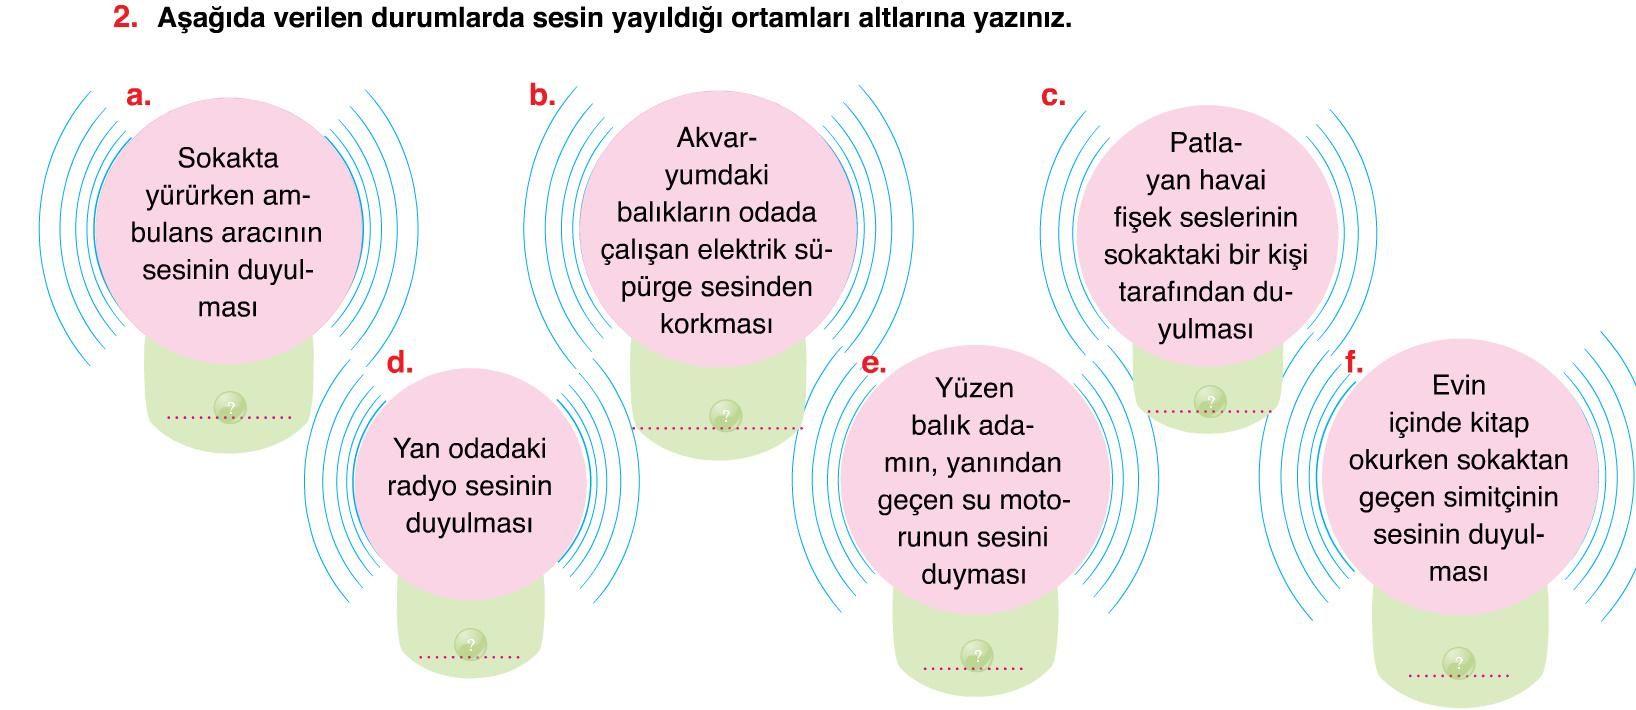 2. Aşağıda verilen durumlarda sesin yayıldığı ortamları altlarına yazınız.
a.
Sokakta
yürürken am-
bulans aracının
sesinin duyul-
ması
..............
?
b.
Akvar-
yumdaki
balıkların odada
çalışan elektrik sü-
pürge sesinden
korkması
...................
?
c.
Patla-
yan havai
fişek seslerinin
sokaktaki bir kişi
tarafından du-
yulması
..............
?
d.
Yan odadaki
radyo sesinin
duyulması
............
?
e.
Yüzen
balık ada-
mın, yanından
geçen su moto-
runun sesini
duyması
............
?
f.
Evin
içinde kitap
okurken sokaktan
geçen simitçinin
sesinin duyul-
ması
............
?